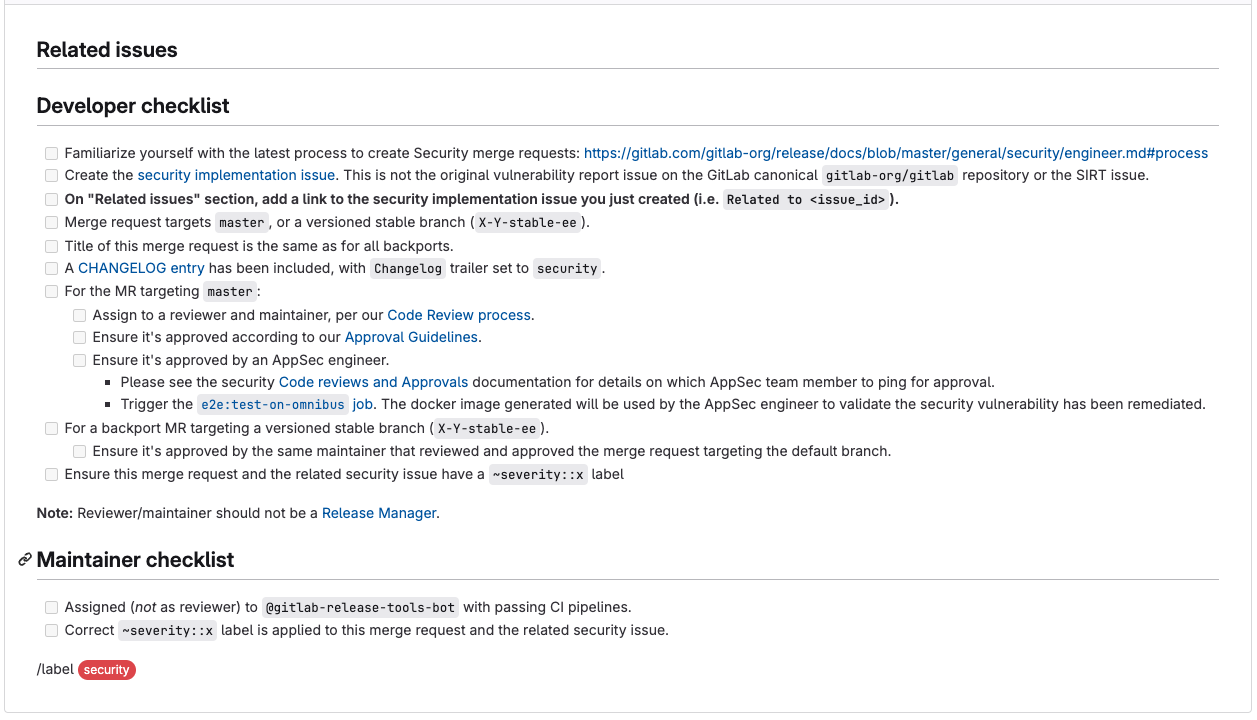 Related issues
Developer checklist
Familiarize yourself with the latest process to create Security merge requests: https://gitlab.com/gitlab-org/release/docs/blob/master/general/security/engineer.md#process
Create the security implementation issue. This is not the original vulnerability report issue on the GitLab canonical gitlab-org/gitlab repository or the SIRT issue.
On "Related issues" section, add a link to the security implementation issue you just created (i.e. Related to <issue_id>).
Merge request targets master, or a versioned stable branch (X-Y-stable-ee).
Title of this merge request is the same as for all backports.
A CHANGELOG entry has been included, with Changelog trailer set to security.
For the MR targeting master:
Assign to a reviewer and maintainer, per our Code Review process.
Ensure it's approved according to our Approval Guidelines.
Ensure it's approved by an AppSec engineer.
Please see the security Code reviews and Approvals documentation for details on which AppSec team member to ping for approval.
Trigger the e2e:test-on-omnibus job. The docker image generated will be used by the AppSec engineer to validate the security vulnerability has been remediated.
For a backport MR targeting a versioned stable branch (X-Y-stable-ee).
Ensure it's approved by the same maintainer that reviewed and approved the merge request targeting the default branch.
Ensure this merge request and the related security issue have a ~severity::x label
Note: Reviewer/maintainer should not be a Release Manager.
Maintainer checklist
Assigned (not as reviewer) to @gitlab-release-tools-bot with passing CI pipelines.
Correct ~severity::x label is applied to this merge request and the related security issue.
/label security